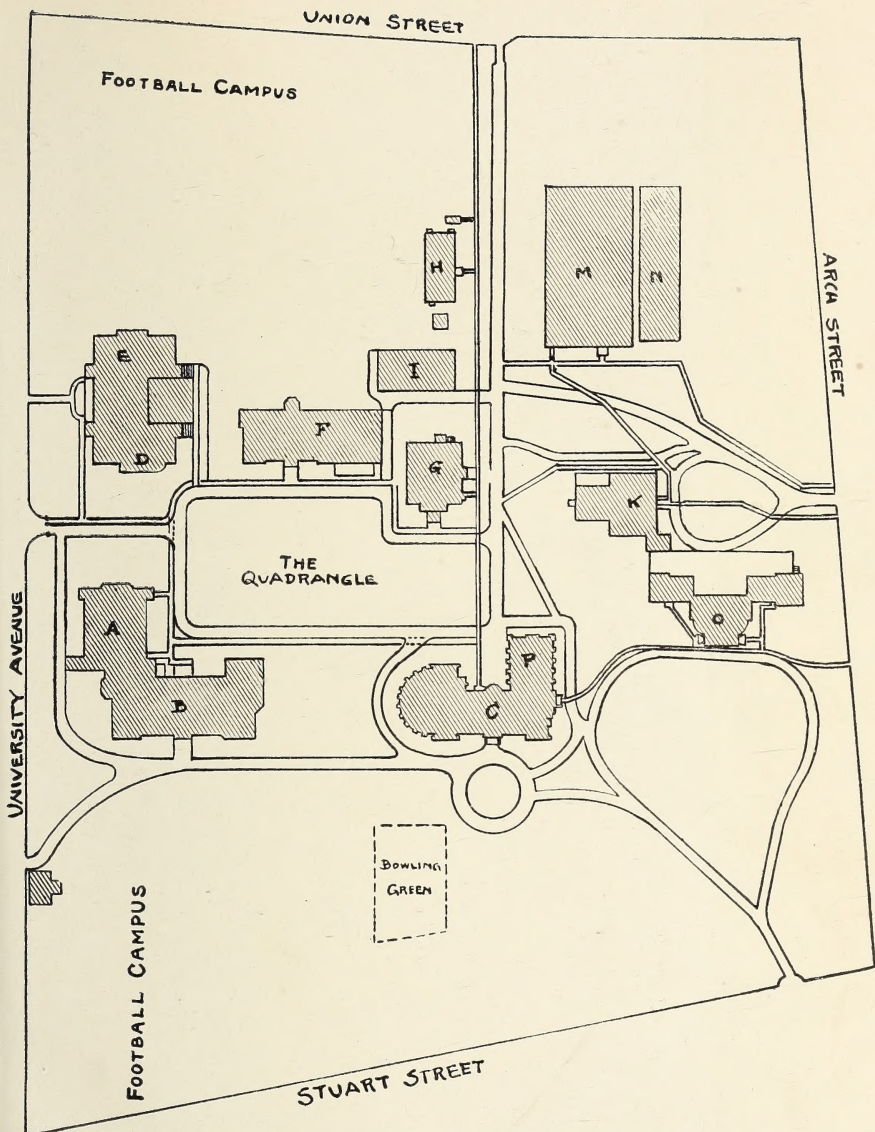 UNION STREET
FOOTBALL CAMPUS
H
M
N
ARCH STREET
E
I
F
D
G
K
THE
QUADRANGLE
UNIVERSITY AVENUE
A
O
P
B
C
BOWLING
GREEN
FOOTBALL CAMPUS
STUART STREET